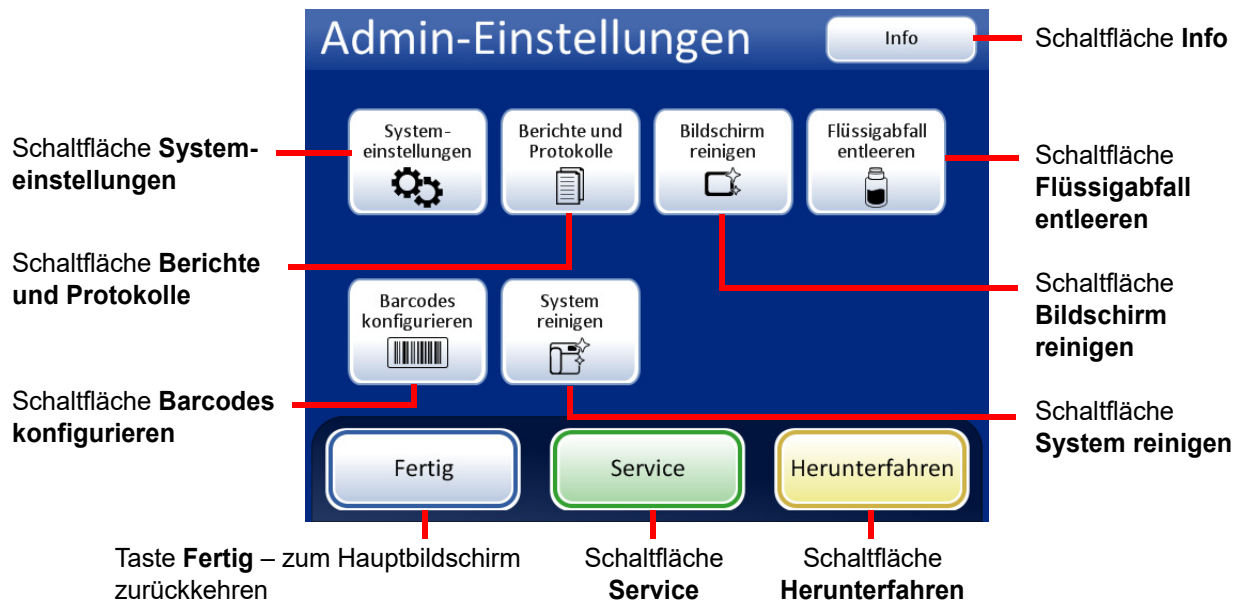 Admin-Einstellungen
Info
Schaltfläche Info
System-
einstellungen
Berichte und
Protokolle
Bildschirm
reinigen
Flüssigabfall
entleeren
Schaltfläche System-
einstellungen
Schaltfläche
Flüssigabfall
entleeren
Schaltfläche Berichte
und Protokolle
Barcodes
konfigurieren
System
reinigen
Schaltfläche
Bildschirm
reinigen
Schaltfläche Barcodes
konfigurieren
Schaltfläche
System reinigen
Fertig
Service
Herunterfahren
Taste Fertig – zum Hauptbildschirm
zurückkehren
Schaltfläche
Service
Schaltfläche
Herunterfahren